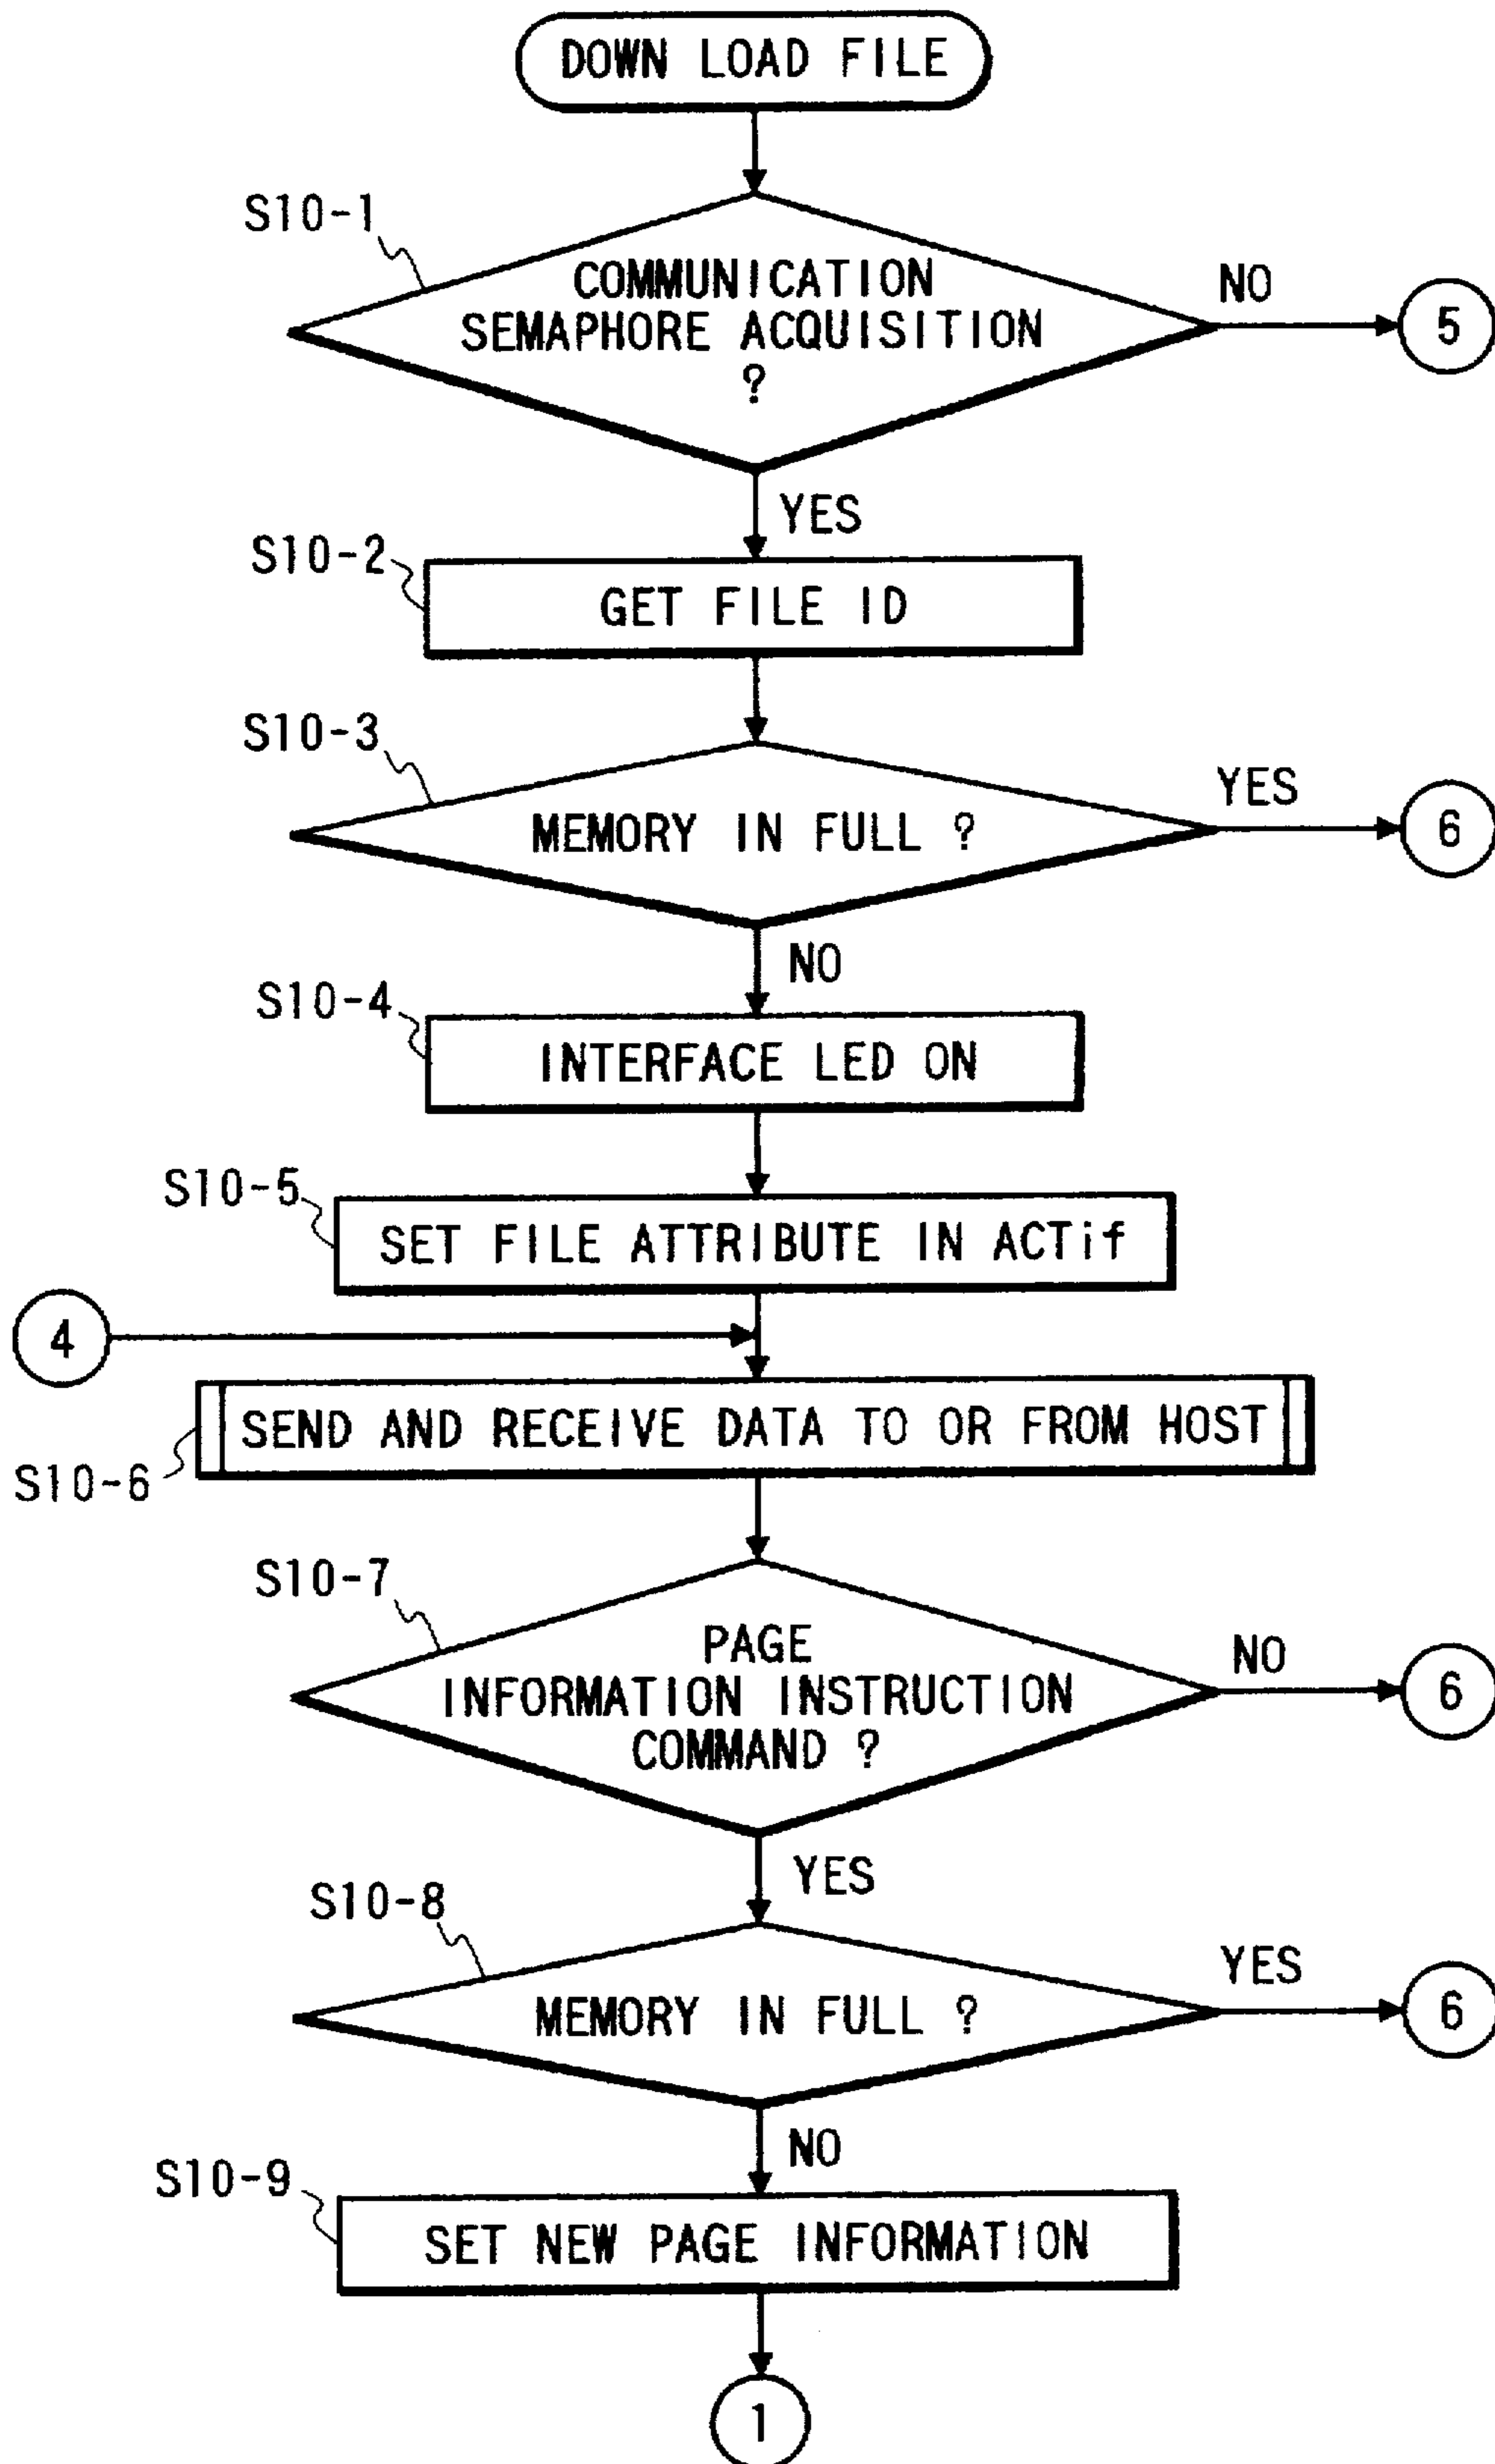 DOWN LOAD FILE
S10-1
COMMUNICATION
SEMAPHORE ACQUISITION
?
NO
5
YES
S10-2
GET FILE ID
S10-3
MEMORY IN FULL ?
YES
6
NO
S10-4
INTERFACE LED ON
S10-5
SET FILE ATTRIBUTE IN ACTif
4
SEND AND RECEIVE DATA TO OR FROM HOST
S10-6
S10-7
PAGE
INFORMATION INSTRUCTION
COMMAND ?
NO
6
YES
S10-8
MEMORY IN FULL ?
YES
6
NO
S10-9
SET NEW PAGE INFORMATION
1